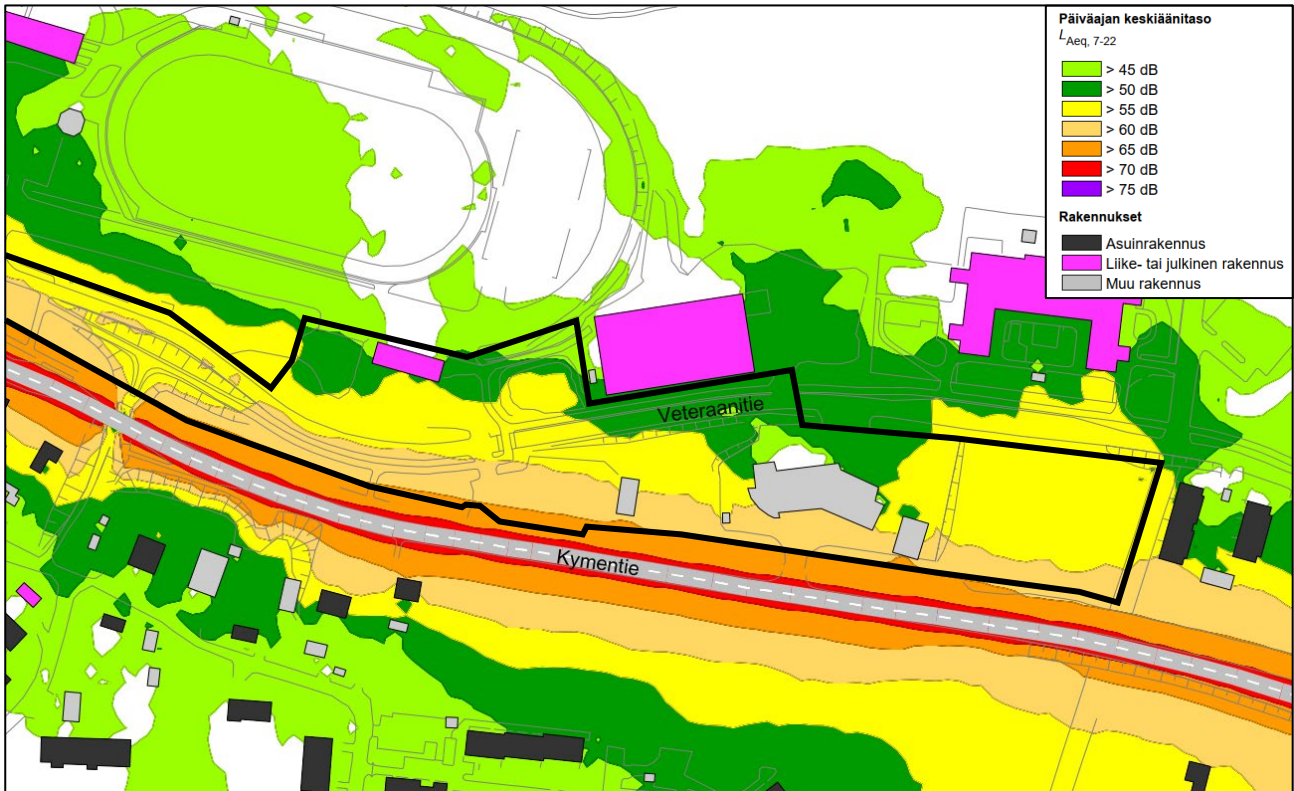 Päiväajan keskiäänitaso
LAeq, 7-22
> 45 dB
> 50 dB
> 55 dB
> 60 dB
> 65 dB
> 70 dB
> 75 dB
Rakennukset
Asuinrakennus
Liike- tai julkinen rakennus
Muu rakennus
Veteraanitie
Kymentie